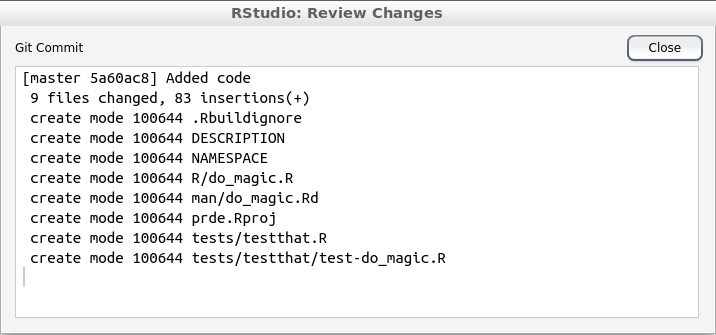 RStudio: Review Changes
Git Commit
Close
[master 5a60ac8] Added code
9 files changed, 83 insertions(+)
create mode 100644 .Rbuildignore
create mode 100644 DESCRIPTION
create mode 100644 NAMESPACE
create mode 100644 R/do_magic.R
create mode 100644 man/do_magic.Rd
create mode 100644 prde.Rproj
create mode 100644 tests/testthat.R
create mode 100644 tests/testthat/test-do_magic.R